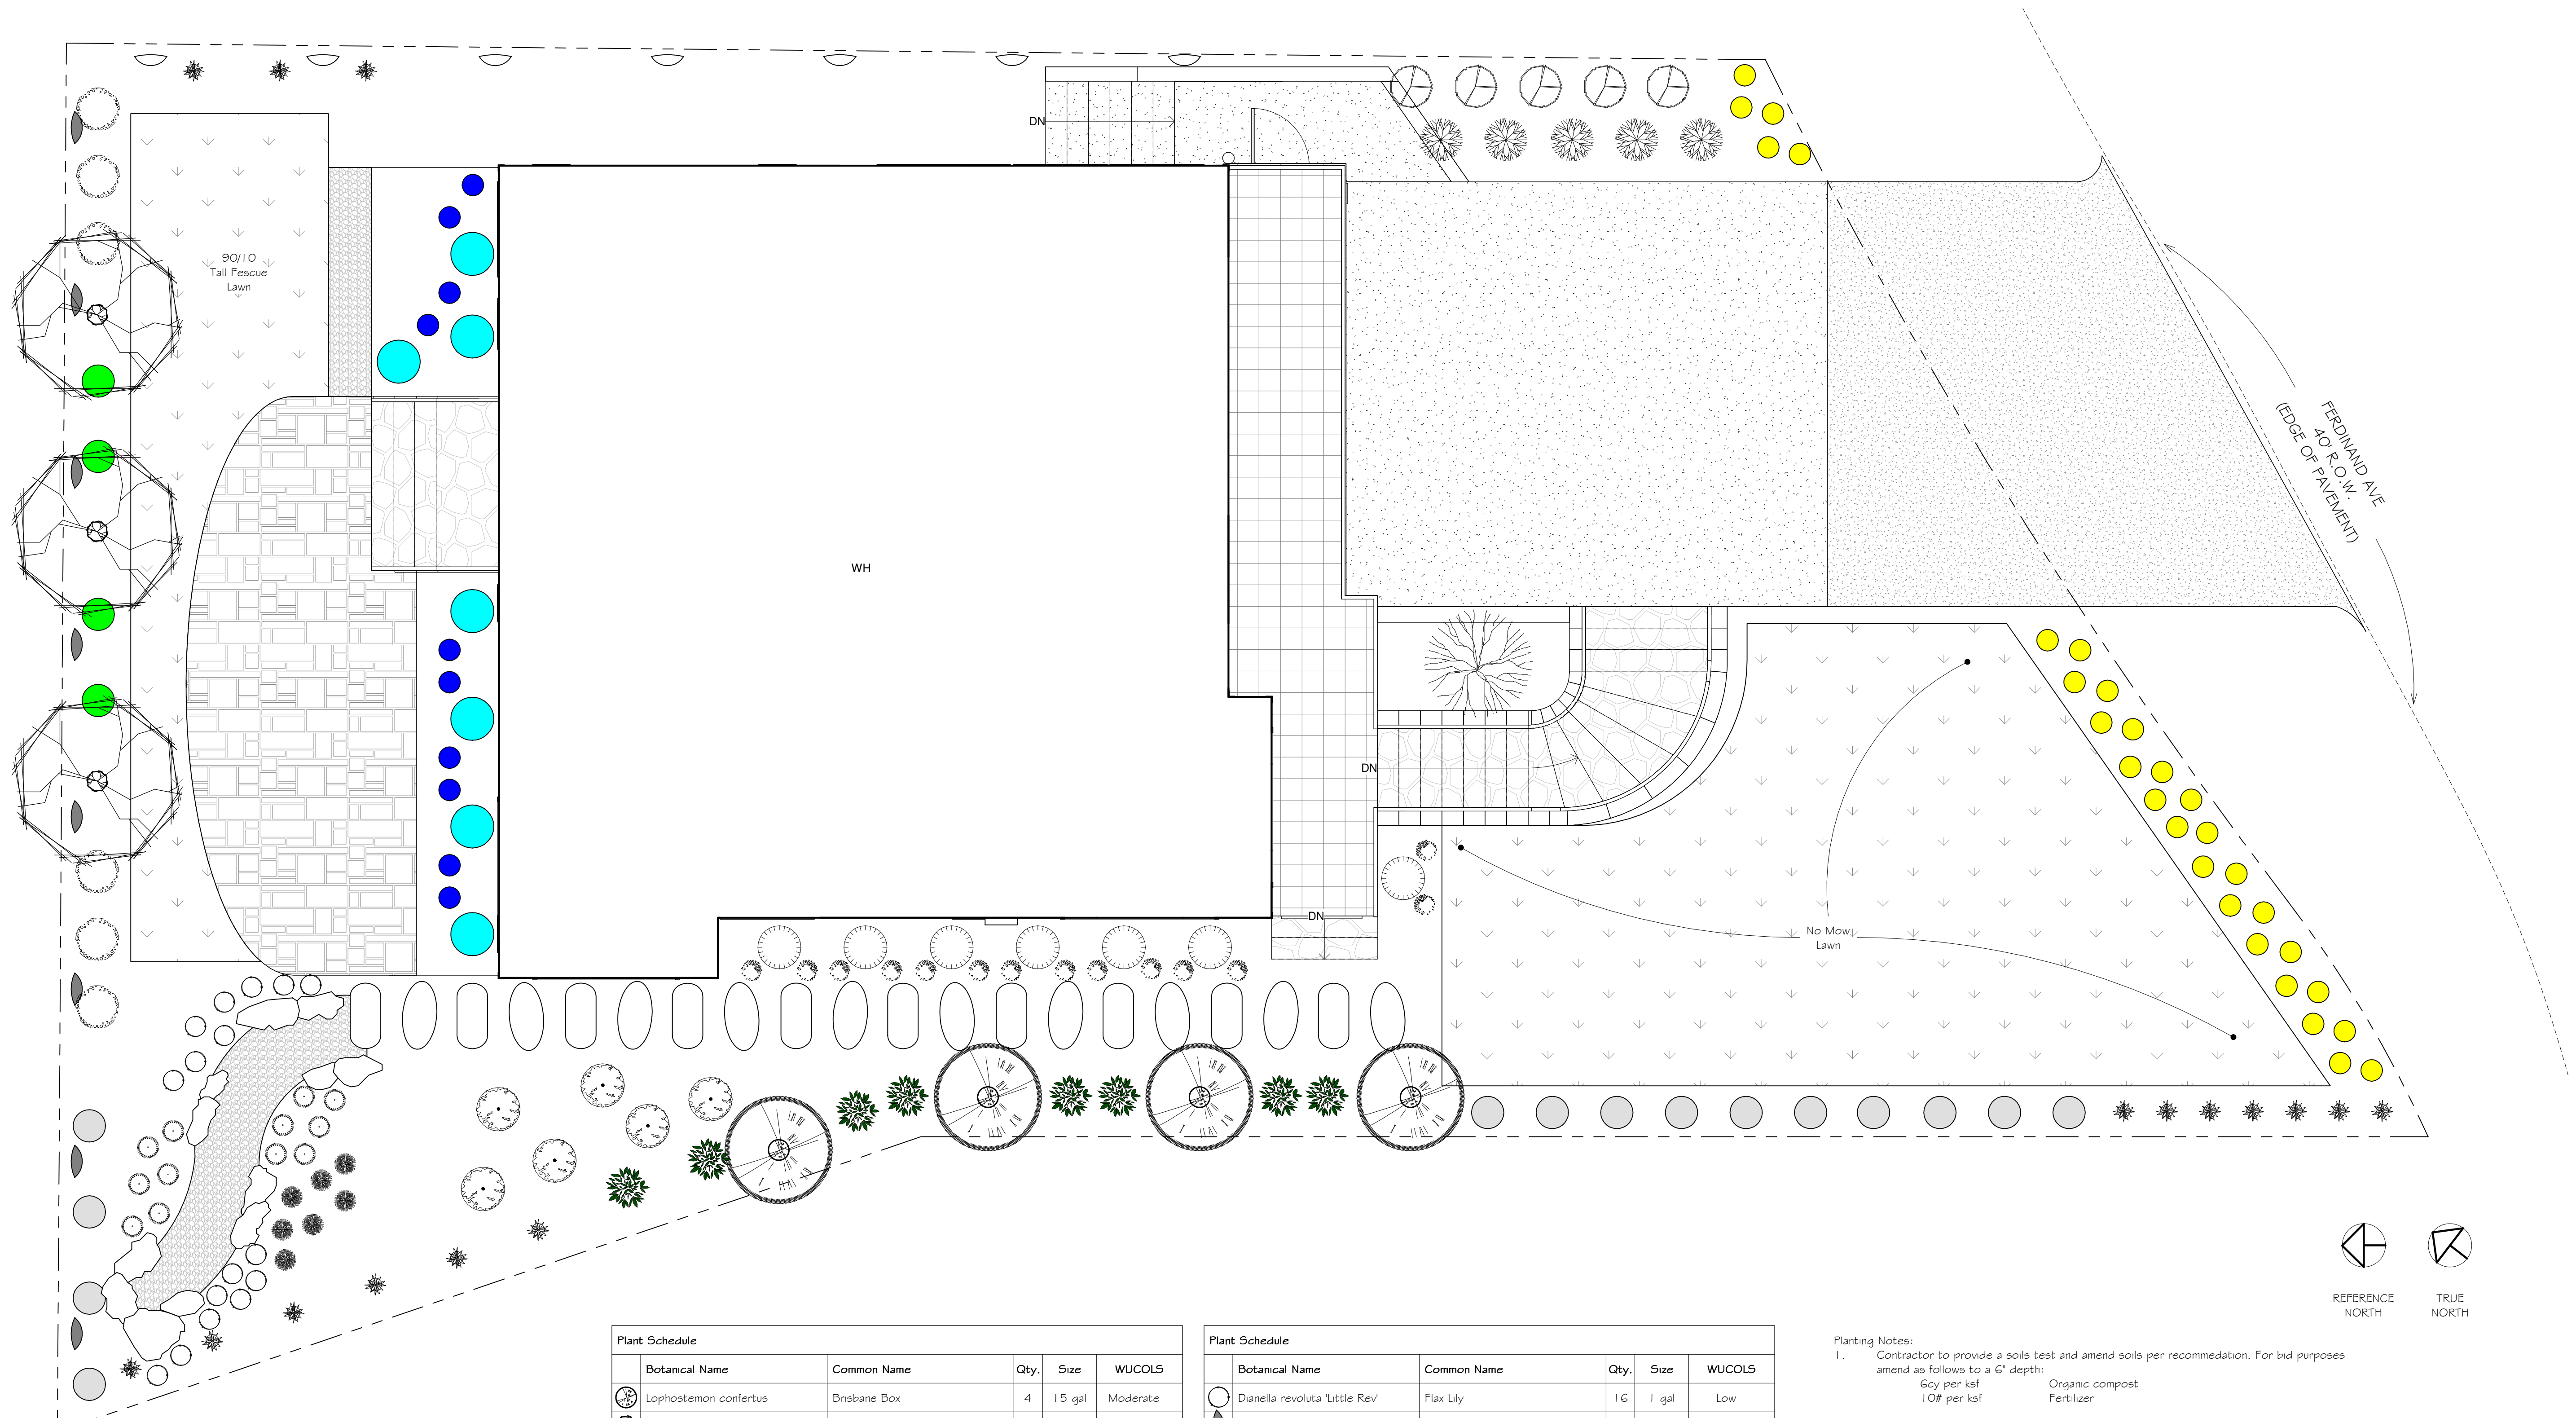 DN
90/10
Tall Fescue
Lawn
FERDINAND AVE
40' R.O.W.
(EDGE OF PAVEMENT)
WH
DN
DN
No Mow
Lawn
REFERENCE
NORTH
TRUE
NORTH
Plant Schedule
Botanical Name Common Name Qty. Size WUCOLS
Lophostemon confertus Brisbane Box 4 15 gal Moderate
Plant Schedule
Botanical Name Common Name Qty. Size WUCOLS
Dianella revoluta 'Little Rev' Flax Lily 16 1 gal Low
Planting Notes:
1. Contractor to provide a soils test and amend soils per recommedation. For bid purposes
amend as follows to a 6" depth:
6cy per ksf Organic compost
10# per ksf Fertilizer